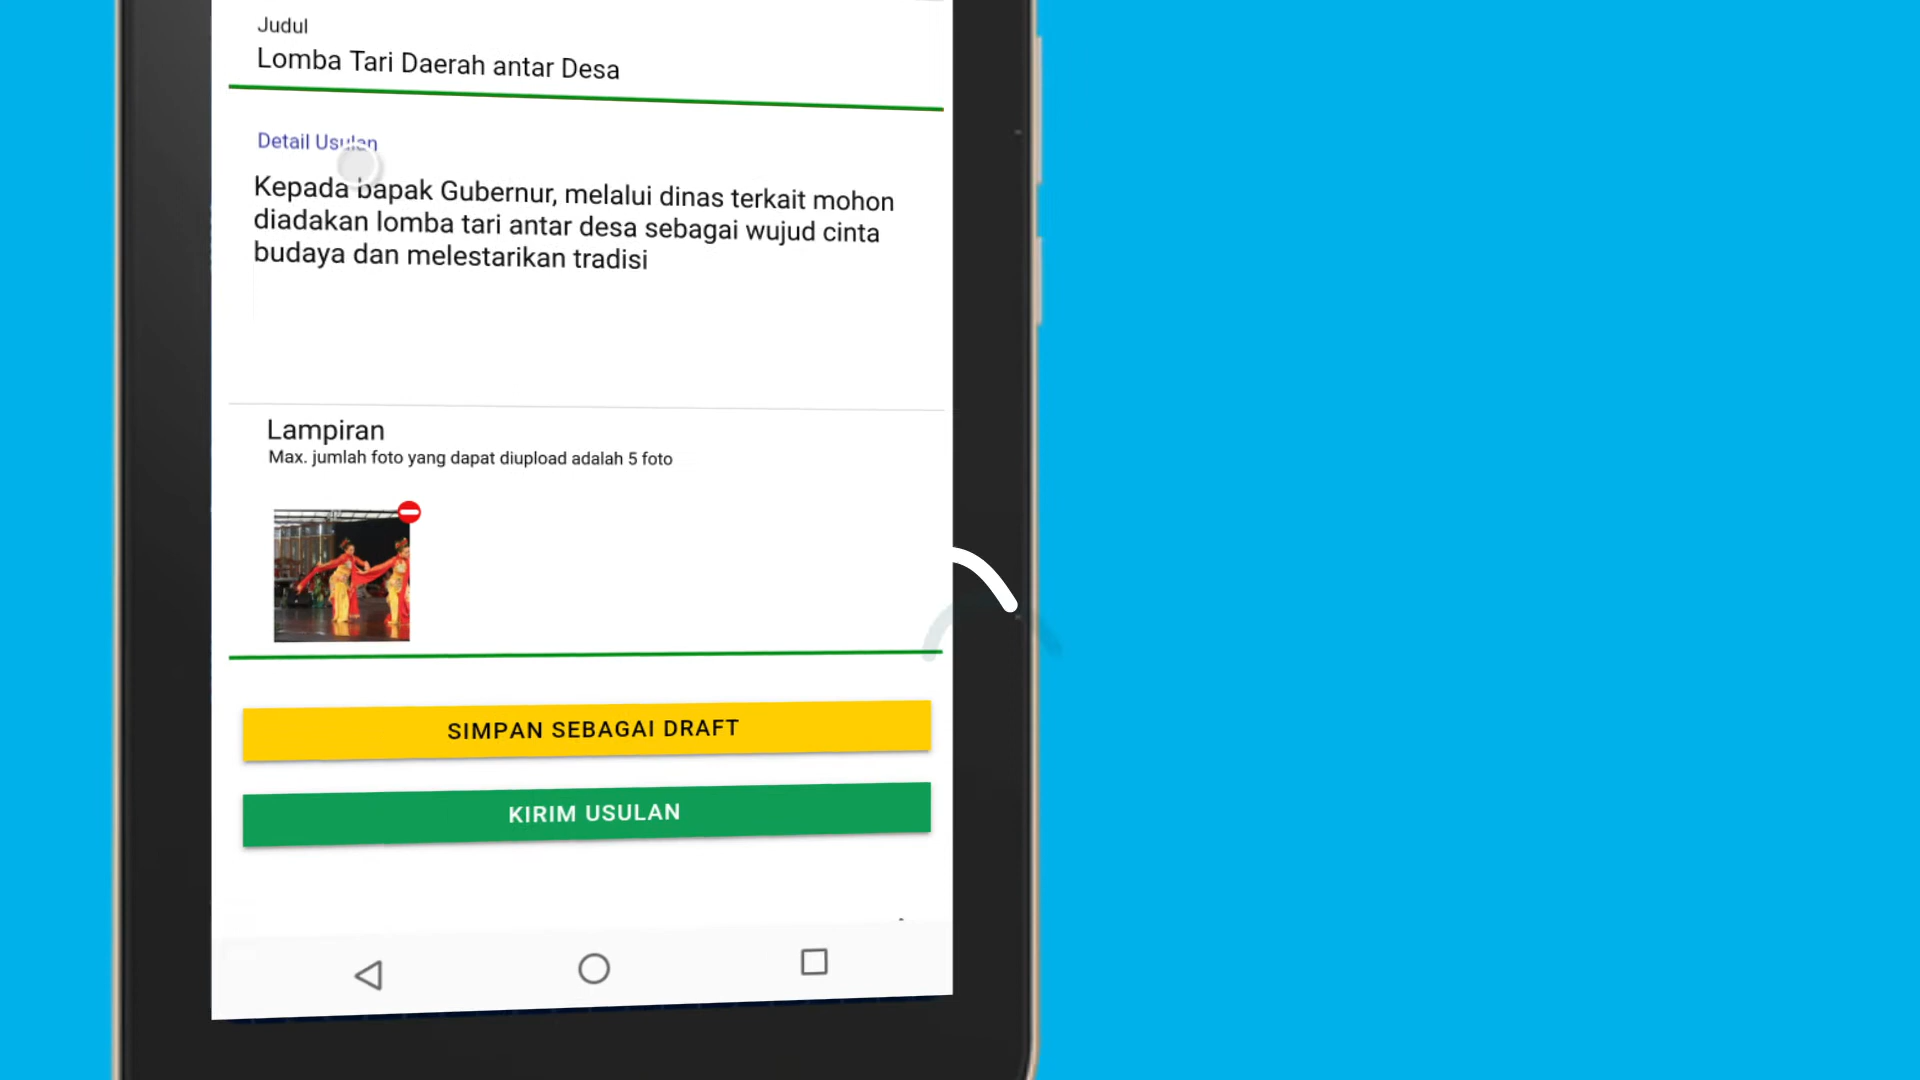 Judul
Lomba Tari Daerah antar Desa
Detail Usulan
Kepada bapak Gubernur, melalui dinas terkait mohon
diadakan lomba tari antar desa sebagai wujud cinta
budaya dan melestarikan tradisi
Lampiran
Max. jumlah foto yang dapat diupload adalah 5 foto
SIMPAN SEBAGAI DRAFT
KIRIM USULAN